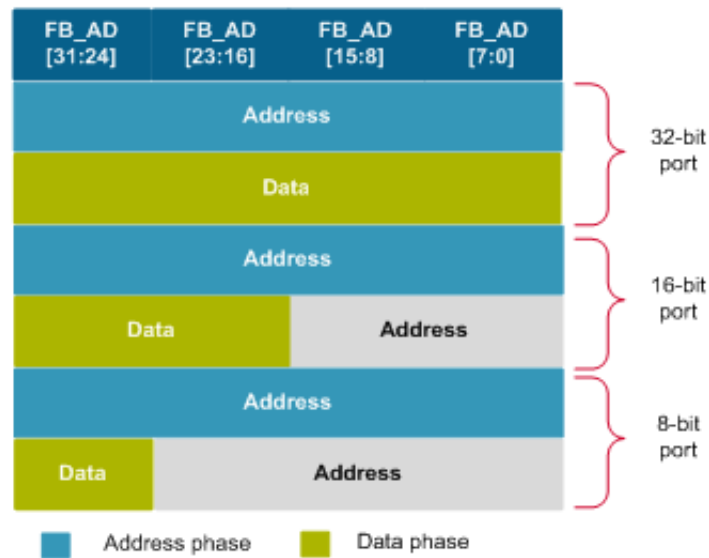 FB_AD FB_AD FB_AD FB_AD
[31:24] [23:16] [15:8] [7:0]
Address
32-bit
port
Data
Address
16-bit
port
Data Address
Address
8-bit
port
Data Address
Address phase Data phase